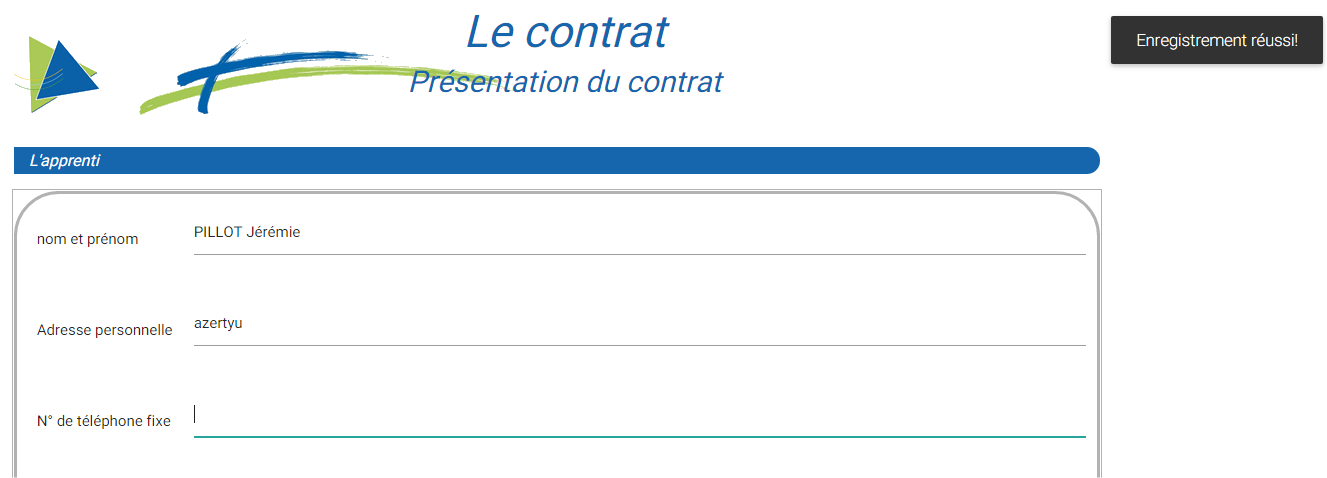 Le contrat
Présentation du contrat
Enregistrement réussi!
L'apprenti
nom et prénom PILLOT Jérémie
Adresse personnelle azertyu
N° de téléphone fixe